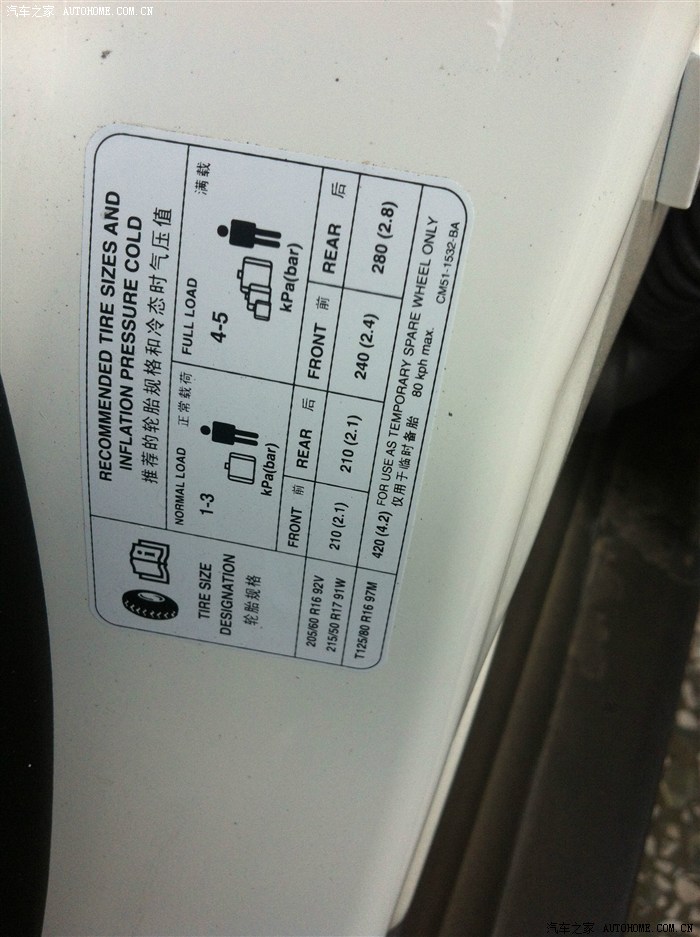 汽车之家 AUTOHOME.COM.CN
RECOMMENDED TIRE SIZES AND
INFLATION PRESSURE COLD
推荐的轮胎规格和冷态时气压值
TIRE SIZE
DESIGNATION
轮胎规格
NORMAL LOAD 正常载荷
1-3
kPa(bar)
FULL LOAD 满载
4-5
kPa(bar)
FRONT 前 REAR 后 FRONT 前 REAR 后
205/60 R16 92V
215/50 R17 91W
210 (2.1) 210 (2.1) 240 (2.4) 280 (2.8)
T125/80 R16 97M
420 (4.2) FOR USE AS TEMPORARY SPARE WHEEL ONLY
仅用于临时备胎 80 kph max.
CM51-1532-BA
汽车之家 AUTOHOME.COM.CN